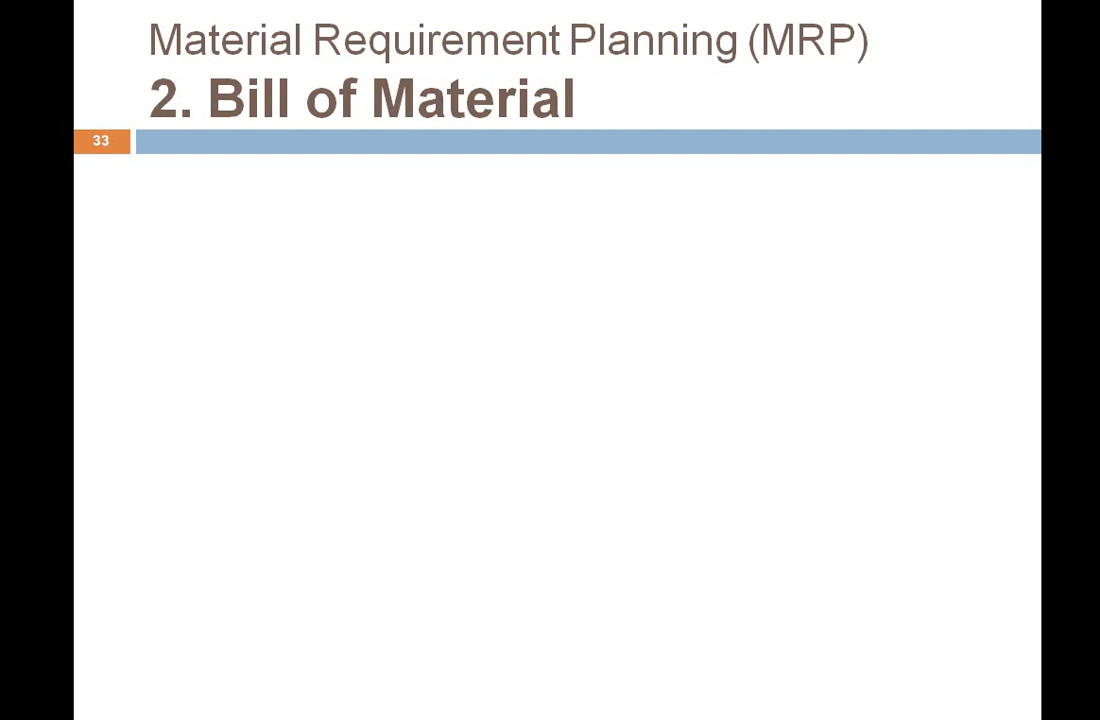 Material Requirement Planning (MRP)
2. Bill of Material
33